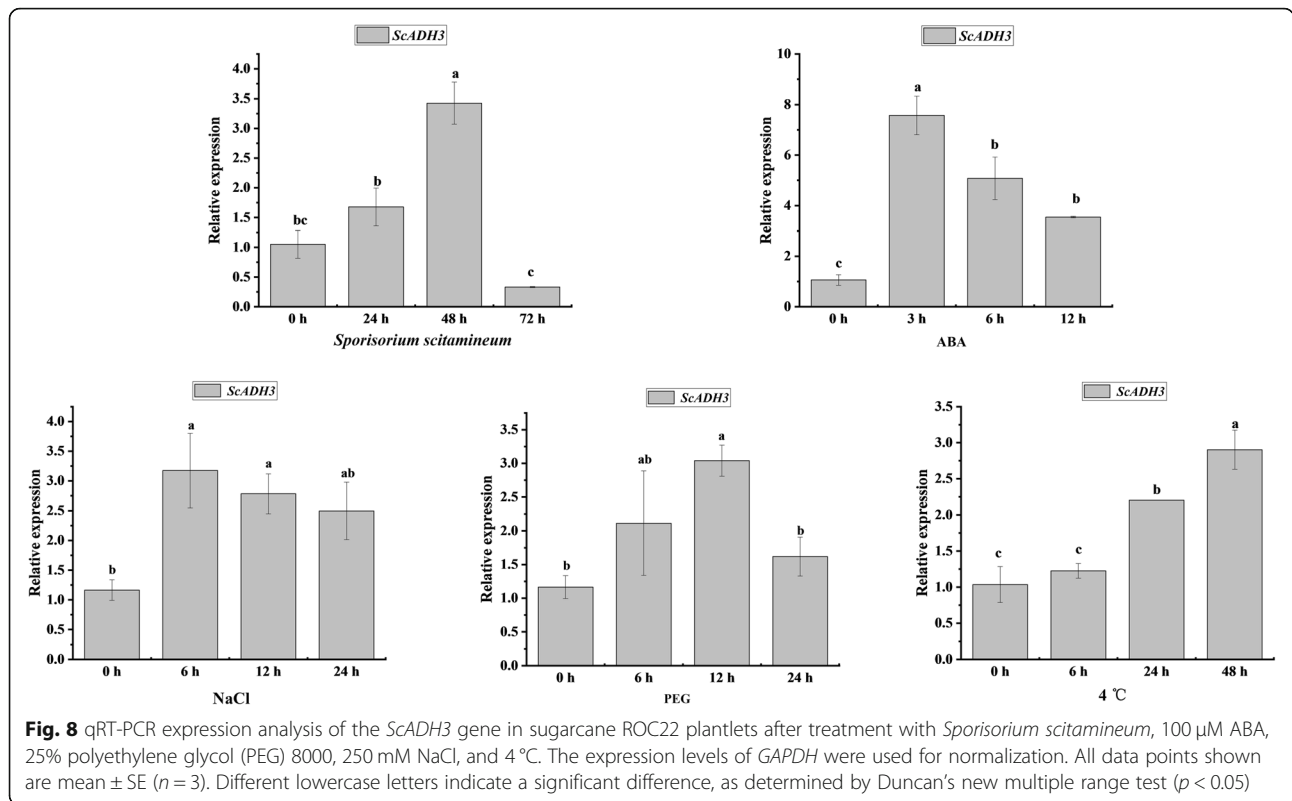 ScADH3
Relative expression
4.0
3.5
3.0
2.5
2.0
1.5
1.0
0.5
0.0
bc
b
a
c
0 h
24 h
48 h
72 h
Sporisorium scitamineum
ScADH3
Relative expression
10
8
6
4
2
0
c
a
b
b
0 h
3 h
6 h
12 h
ABA
ScADH3
Relative expression
4.0
3.5
3.0
2.5
2.0
1.5
1.0
0.5
0.0
b
a
a
ab
0 h
6 h
12 h
24 h
NaCl
ScADH3
Relative expression
3.5
3.0
2.5
2.0
1.5
1.0
0.5
0.0
b
ab
a
b
0 h
6 h
12 h
24 h
PEG
ScADH3
Relative expression
3.5
3.0
2.5
2.0
1.5
1.0
0.5
0.0
c
c
b
a
0 h
6 h
24 h
48 h
4 ℃
Fig. 8 qRT-PCR expression analysis of the ScADH3 gene in sugarcane ROC22 plantlets after treatment with Sporisorium scitamineum, 100 μM ABA,
25% polyethylene glycol (PEG) 8000, 250 mM NaCl, and 4 °C. The expression levels of GAPDH were used for normalization. All data points shown
are mean ± SE (n = 3). Different lowercase letters indicate a significant difference, as determined by Duncan's new multiple range test (p < 0.05)